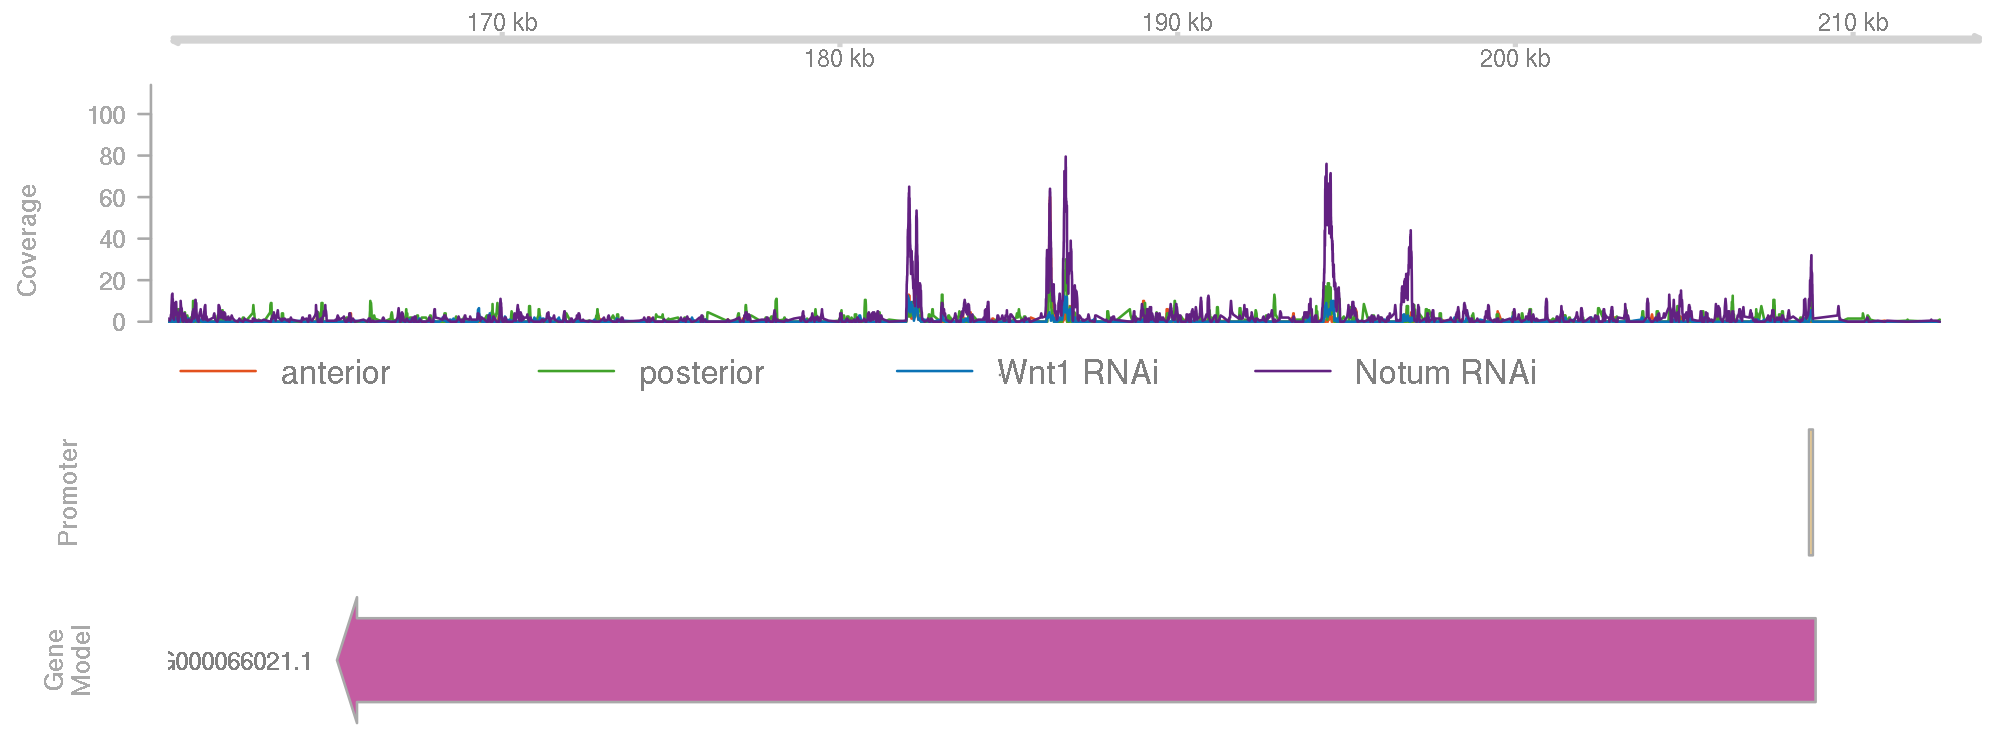 170 kb
190 kb
210 kb
180 kb
200 kb
Coverage
100
80
60
40
20
0
anterior
posterior
Wnt1 RNAi
Notum RNAi
Promoter
Gene
Model
G000066021.1